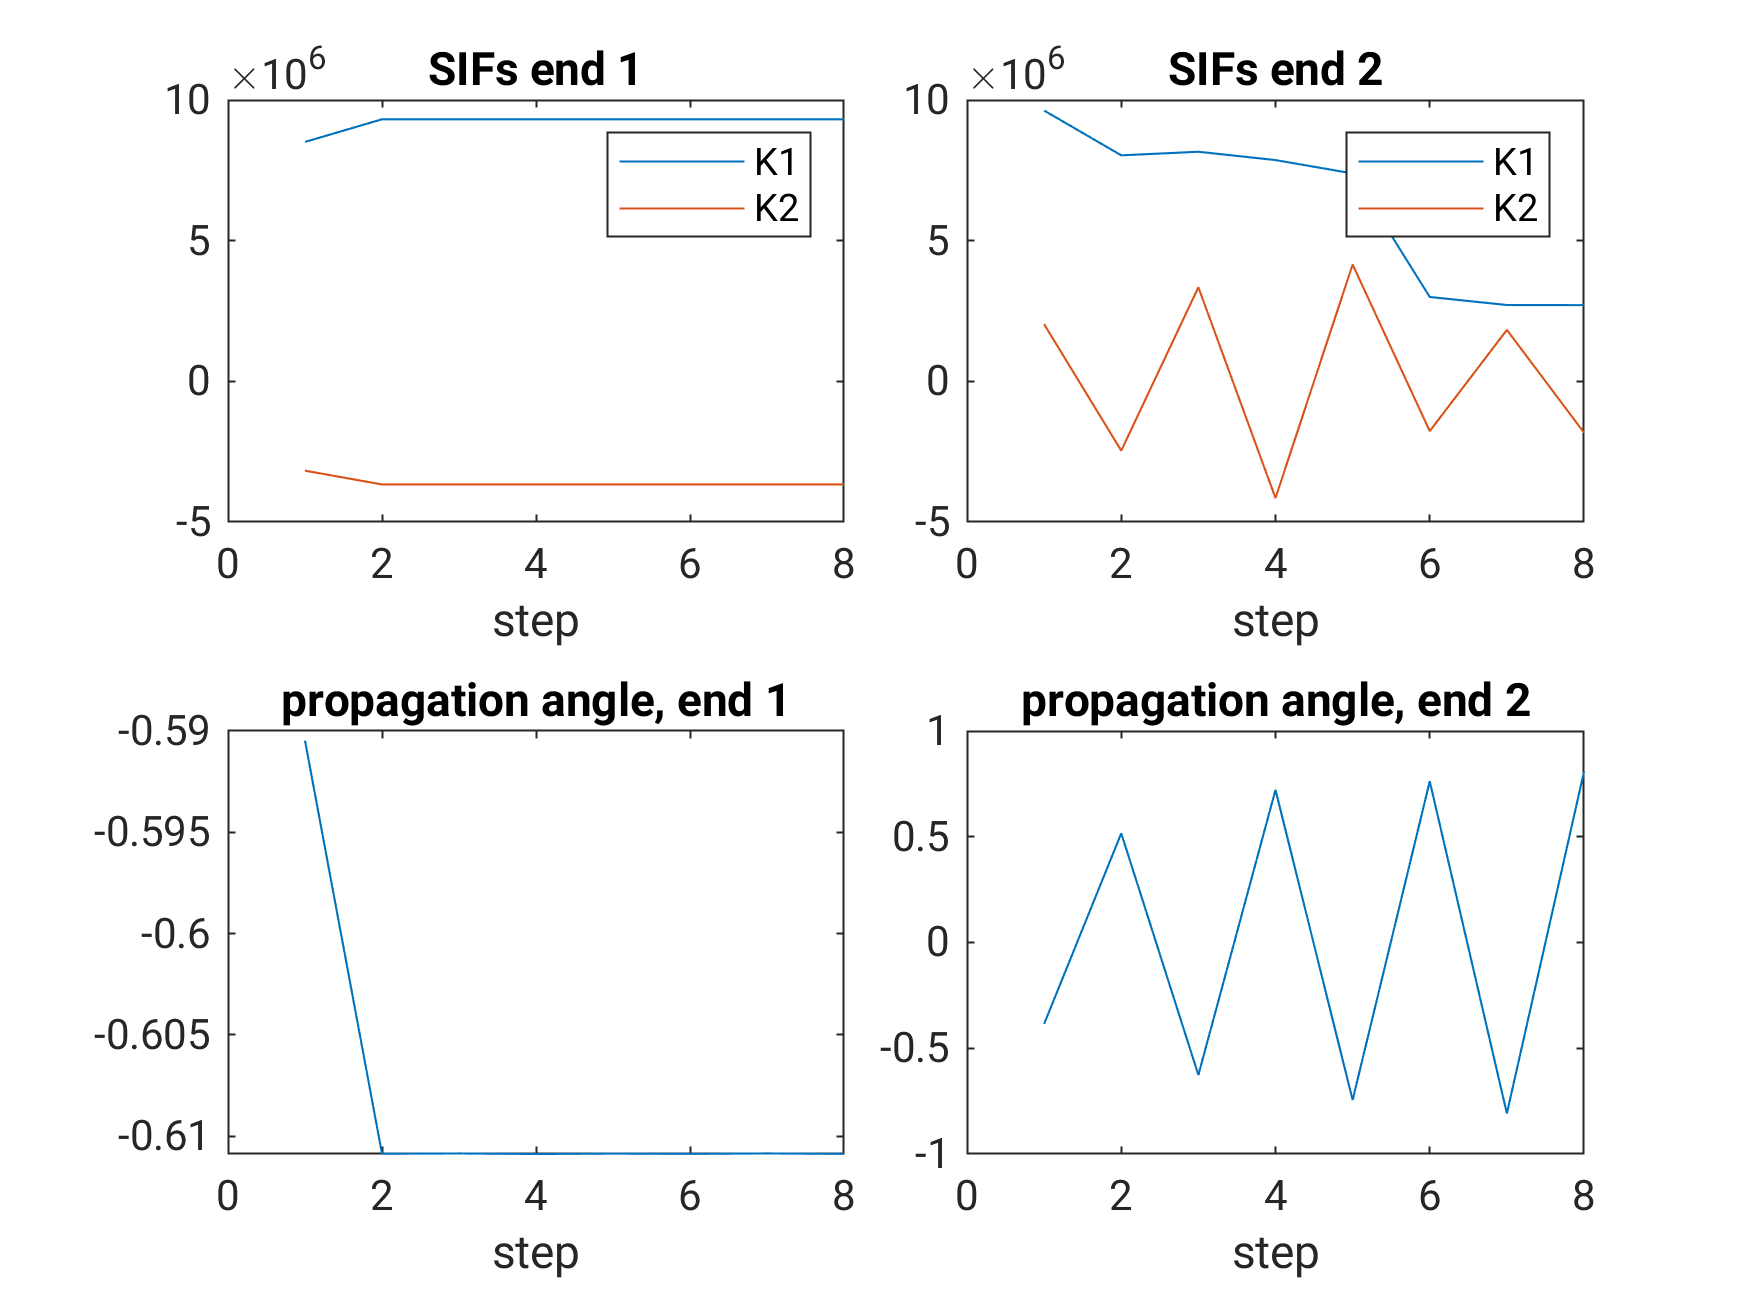 SIFs end 1
×10^6
10
5
0
-5
0 2 4 6 8
step
K1
K2
SIFs end 2
×10^6
10
5
0
-5
0 2 4 6 8
step
K1
K2
propagation angle, end 1
-0.59
-0.595
-0.6
-0.605
-0.61
0 2 4 6 8
step
propagation angle, end 2
1
0.5
0
-0.5
-1
0 2 4 6 8
step